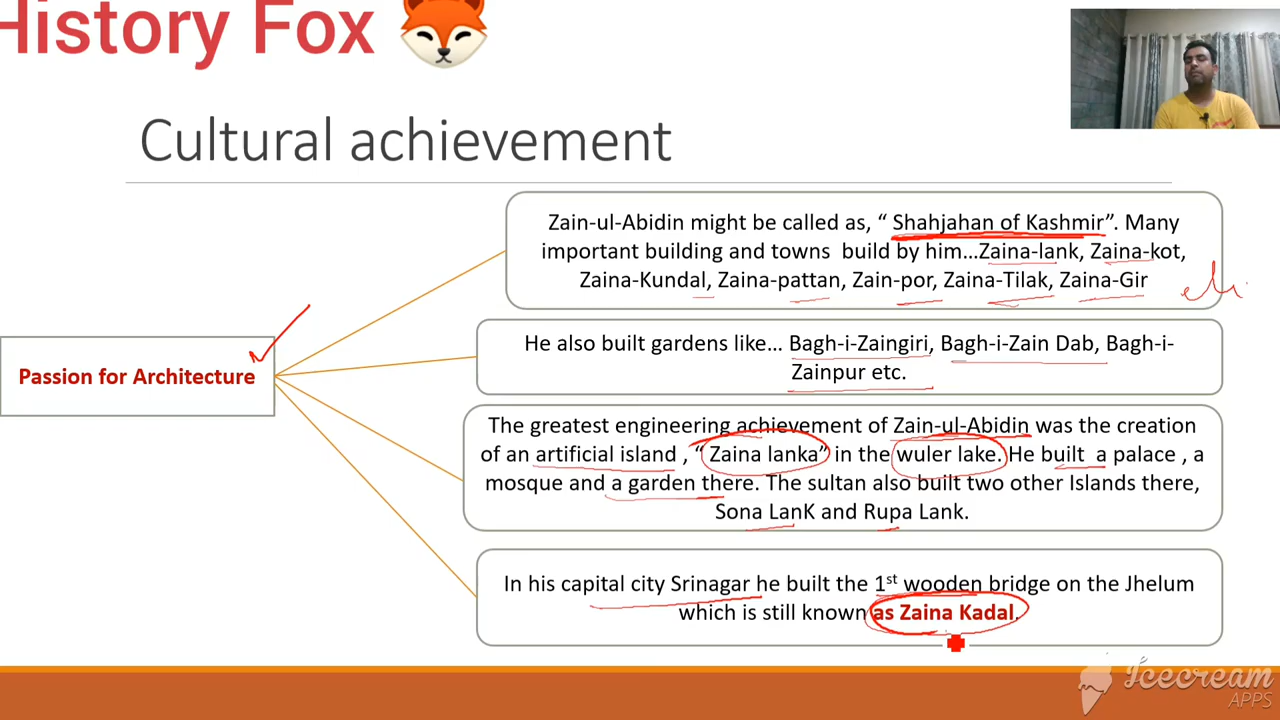 History Fox
Cultural achievement
Zain-ul-Abidin might be called as, “ Shahjahan of Kashmir”. Many
important building and towns build by him…Zaina-lank, Zaina-kot,
Zaina-Kundal, Zaina-pattan, Zain-por, Zaina-Tilak, Zaina-Gir
He also built gardens like… Bagh-i-Zaingiri, Bagh-i-Zain Dab, Bagh-i-
Zainpur etc.
Passion for Architecture
The greatest engineering achievement of Zain-ul-Abidin was the creation
of an artificial island , “ Zaina lanka” in the wuler lake. He built a palace , a
mosque and a garden there. The sultan also built two other Islands there,
Sona LanK and Rupa Lank.
In his capital city Srinagar he built the 1st wooden bridge on the Jhelum
which is still known as Zaina Kadal.
Icecream
APPS